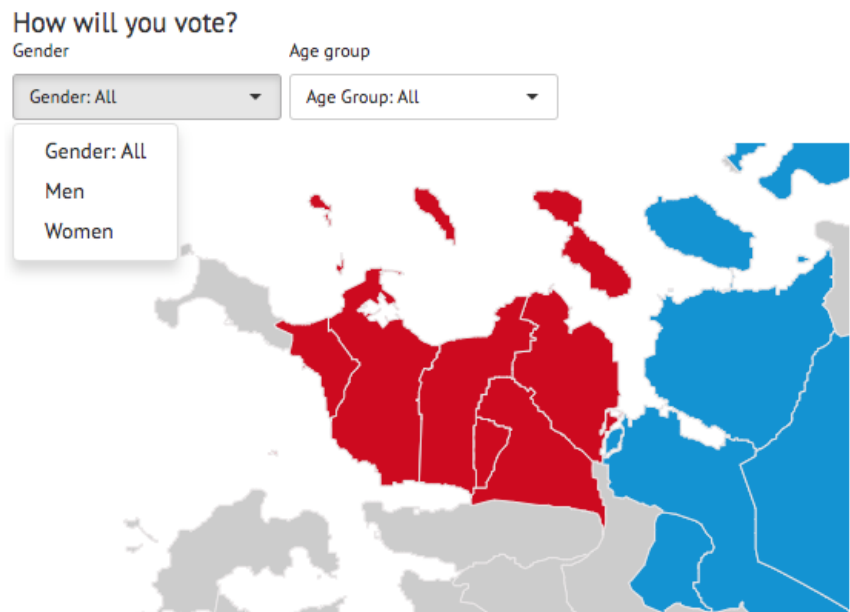 How will you vote?
Gender
Age group
Gender: All
Age Group: All
Gender: All
Men
Women